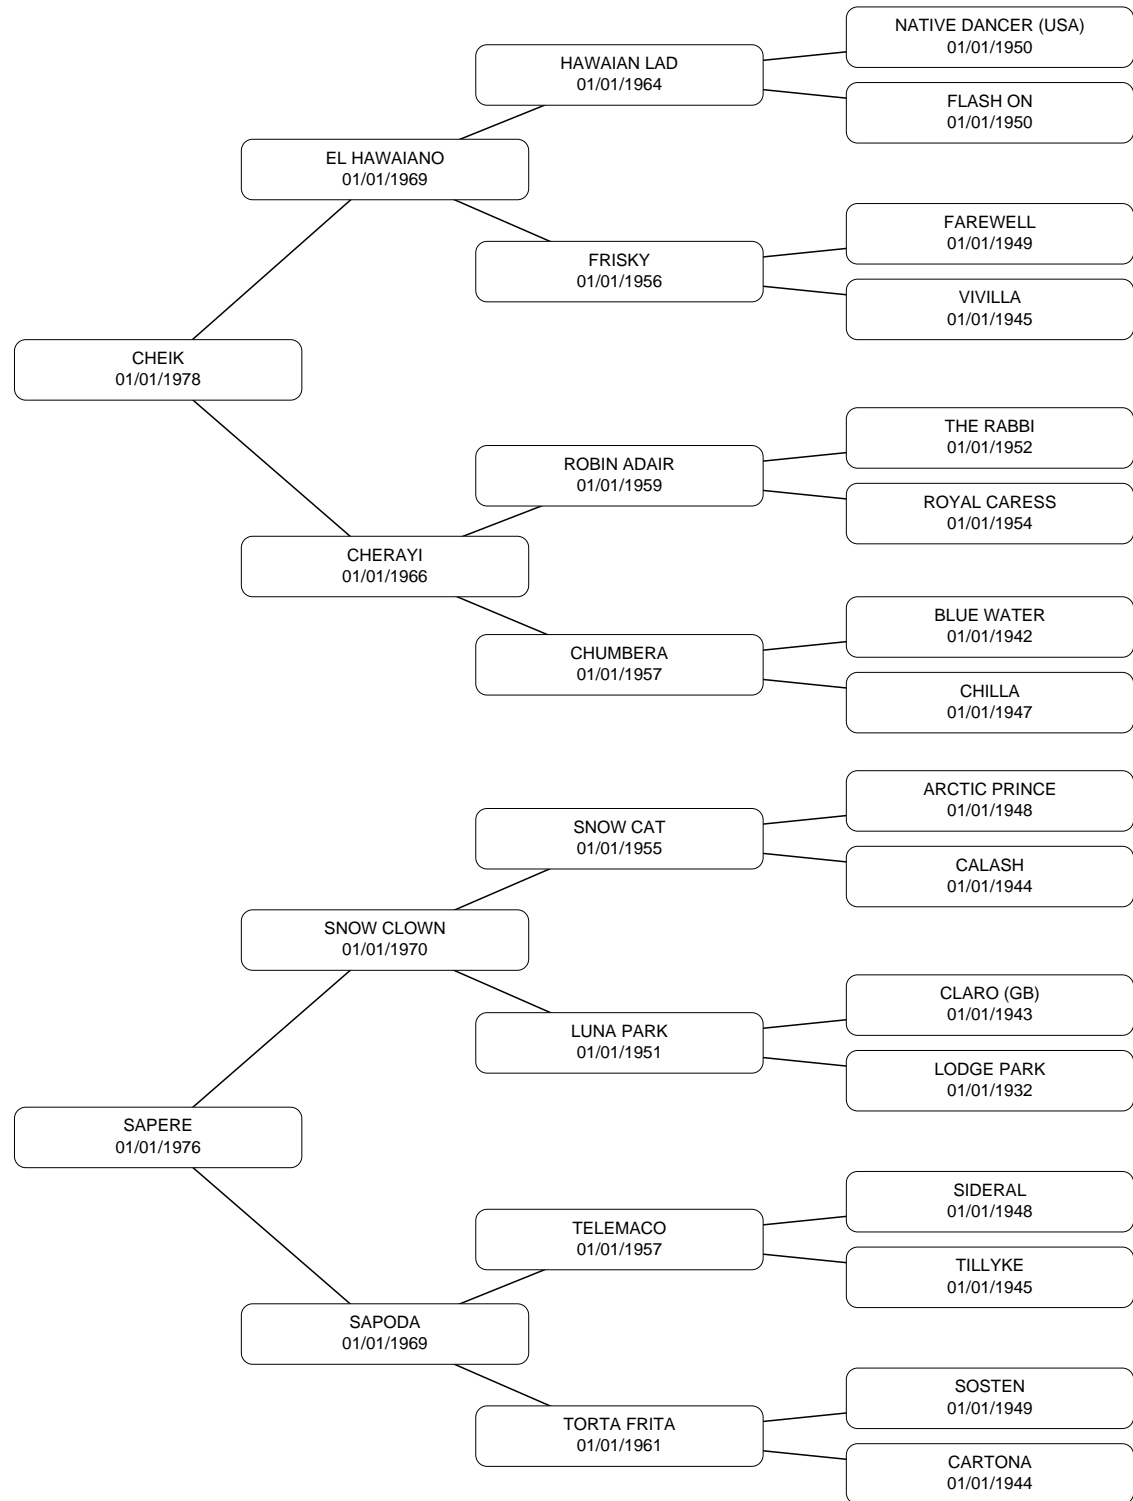 NATIVE DANCER (USA)
01/01/1950
HAWAIAN LAD
01/01/1964
FLASH ON
01/01/1950
EL HAWAIANO
01/01/1969
FAREWELL
01/01/1949
FRISKY
01/01/1956
VIVILLA
01/01/1945
CHEIK
01/01/1978
THE RABBI
01/01/1952
ROBIN ADAIR
01/01/1959
ROYAL CARESS
01/01/1954
CHERAYI
01/01/1966
BLUE WATER
01/01/1942
CHUMBERA
01/01/1957
CHILLA
01/01/1947
ARCTIC PRINCE
01/01/1948
SNOW CAT
01/01/1955
CALASH
01/01/1944
SNOW CLOWN
01/01/1970
CLARO (GB)
01/01/1943
LUNA PARK
01/01/1951
LODGE PARK
01/01/1932
SAPERE
01/01/1976
SIDERAL
01/01/1948
TELEMACO
01/01/1957
TILLYKE
01/01/1945
SAPODA
01/01/1969
SOSTEN
01/01/1949
TORTA FRITA
01/01/1961
CARTONA
01/01/1944